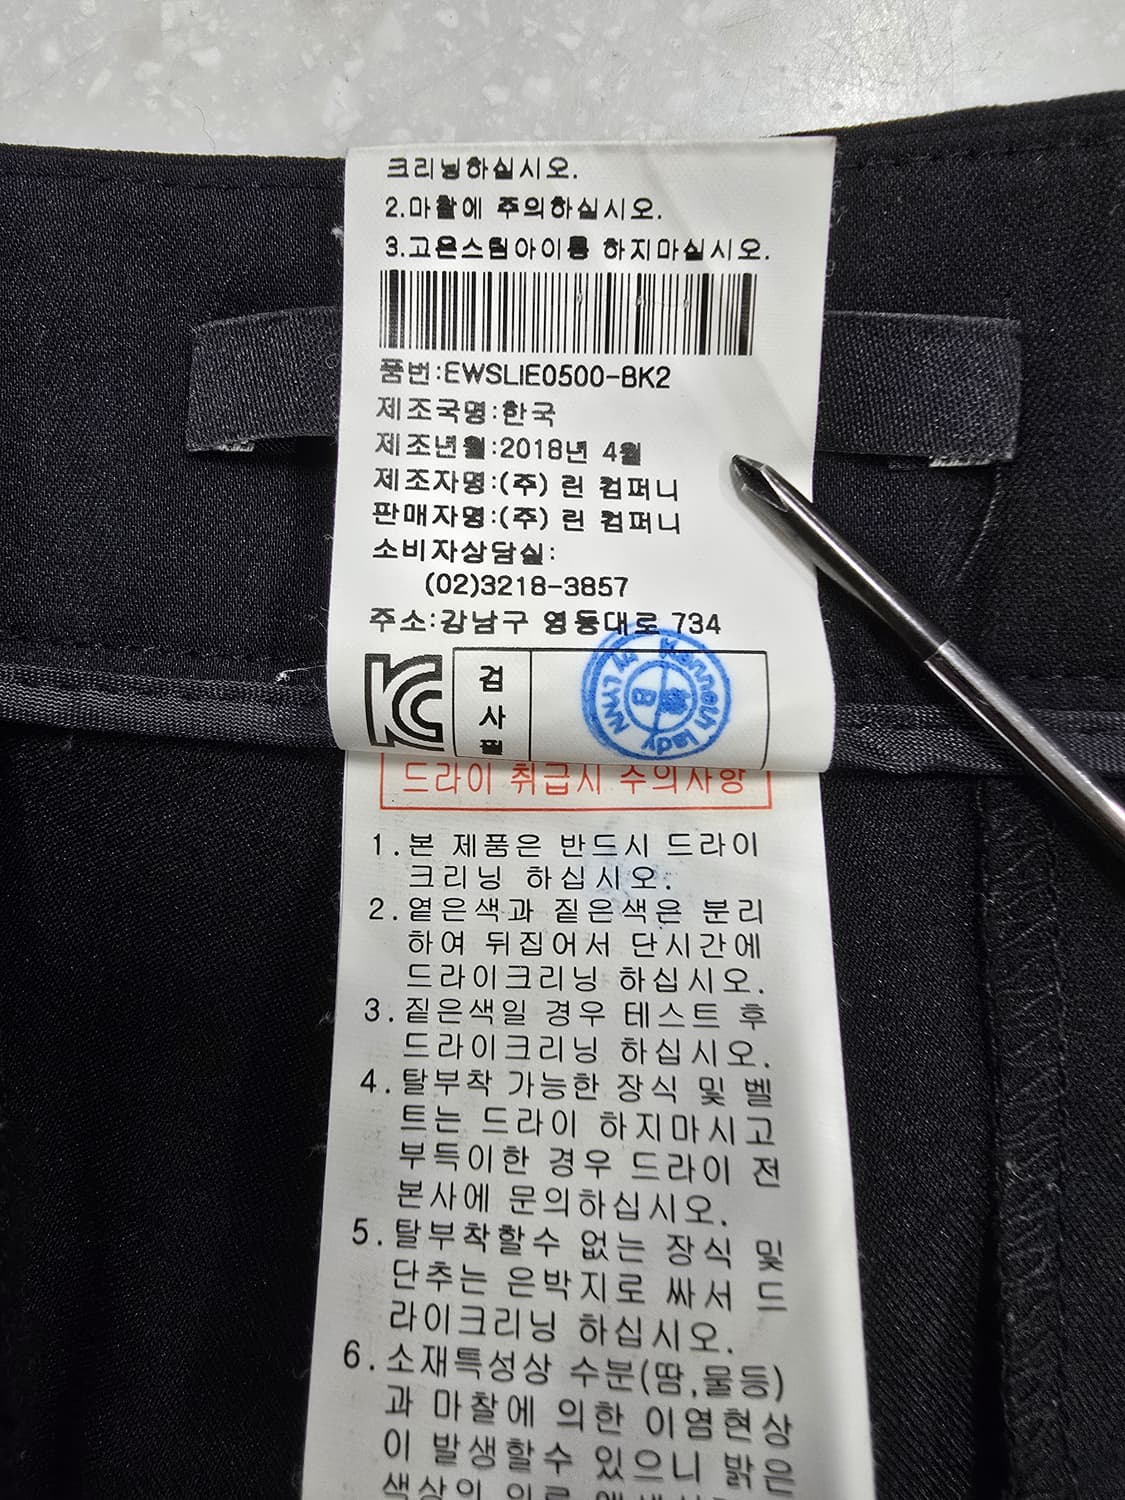 크리닝하실시오.
2.마찰에 주의하실시오.
3.고온스팀아이롱 하지마실시오.
품번:EWSLIE0500-BK2
제조국명:한국
제조년월:2018년 4월
제조자명:(주) 린 컴퍼니
판매자명:(주) 린 컴퍼니
소비자상담실:
(02)3218-3857
주소:강남구 영동대로 734
검
사
필
Kenneth lady
by LYNN
드라이 취급시 주의사항
1.본 제품은 반드시 드라이
크리닝 하십시오.
2.옅은색과 짙은색은 분리
하여 뒤집어서 단시간에
드라이크리닝 하십시오.
3.짙은색일 경우 테스트 후
드라이크리닝 하십시오.
4.탈부착 가능한 장식 및 벨
트는 드라이 하지마시고
부득이한 경우 드라이 전
본사에 문의하십시오.
5.탈부착할수 없는 장식 및
단추는 은박지로 싸서 드
라이크리닝 하십시오.
6.소재특성상 수분(땀,물등)
과 마찰에 의한 이염현상
이 발생할수 있으니 밝은
색상의 의류